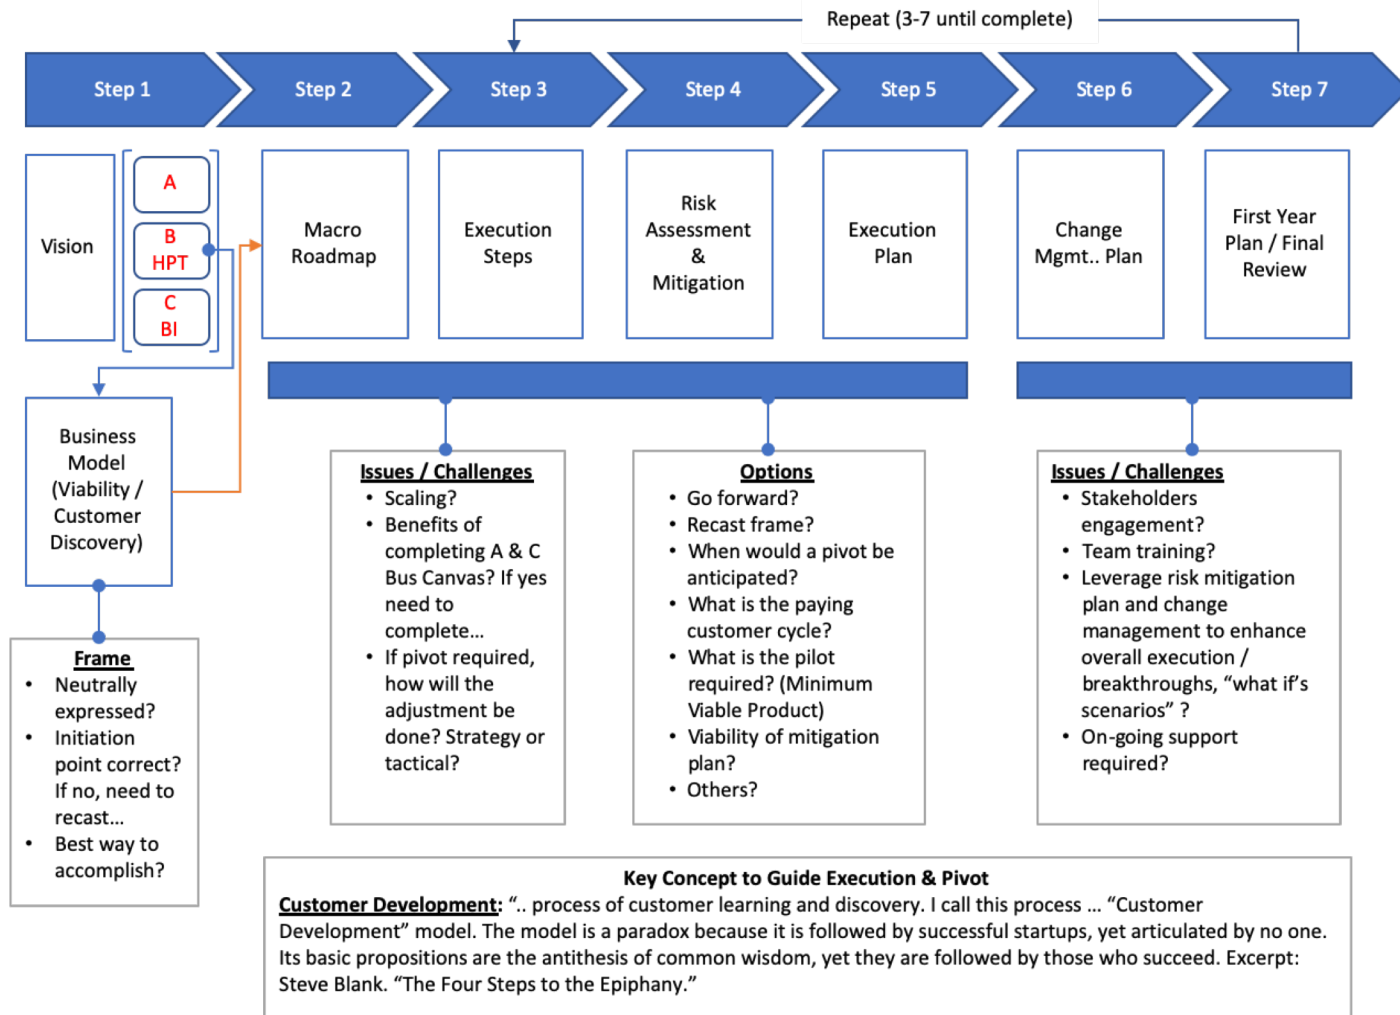 Repeat (3-7 until complete)
Step 1
Step 2
Step 3
Step 4
Step 5
Step 6
Step 7
Vision
A
B
HPT
C
BI
Macro
Roadmap
Execution
Steps
Risk
Assessment
&
Mitigation
Execution
Plan
Change
Mgmt.. Plan
First Year
Plan / Final
Review
Business
Model
(Viability /
Customer
Discovery)
Frame
• Neutrally
expressed?
• Initiation
point correct?
If no, need to
recast...
• Best way to
accomplish?
Issues / Challenges
• Scaling?
• Benefits of
completing A & C
Bus Canvas? If yes
need to
complete...
• If pivot required,
how will the
adjustment be
done? Strategy or
tactical?
Options
• Go forward?
• Recast frame?
• When would a pivot be
anticipated?
• What is the paying
customer cycle?
• What is the pilot
required? (Minimum
Viable Product)
• Viability of mitigation
plan?
• Others?
Issues / Challenges
• Stakeholders
engagement?
• Team training?
• Leverage risk mitigation
plan and change
management to enhance
overall execution /
breakthroughs, “what if’s
scenarios” ?
• On-going support
required?
Key Concept to Guide Execution & Pivot
Customer Development: “.. process of customer learning and discovery. I call this process ... “Customer
Development” model. The model is a paradox because it is followed by successful startups, yet articulated by no one.
Its basic propositions are the antithesis of common wisdom, yet they are followed by those who succeed. Excerpt:
Steve Blank. “The Four Steps to the Epiphany.”